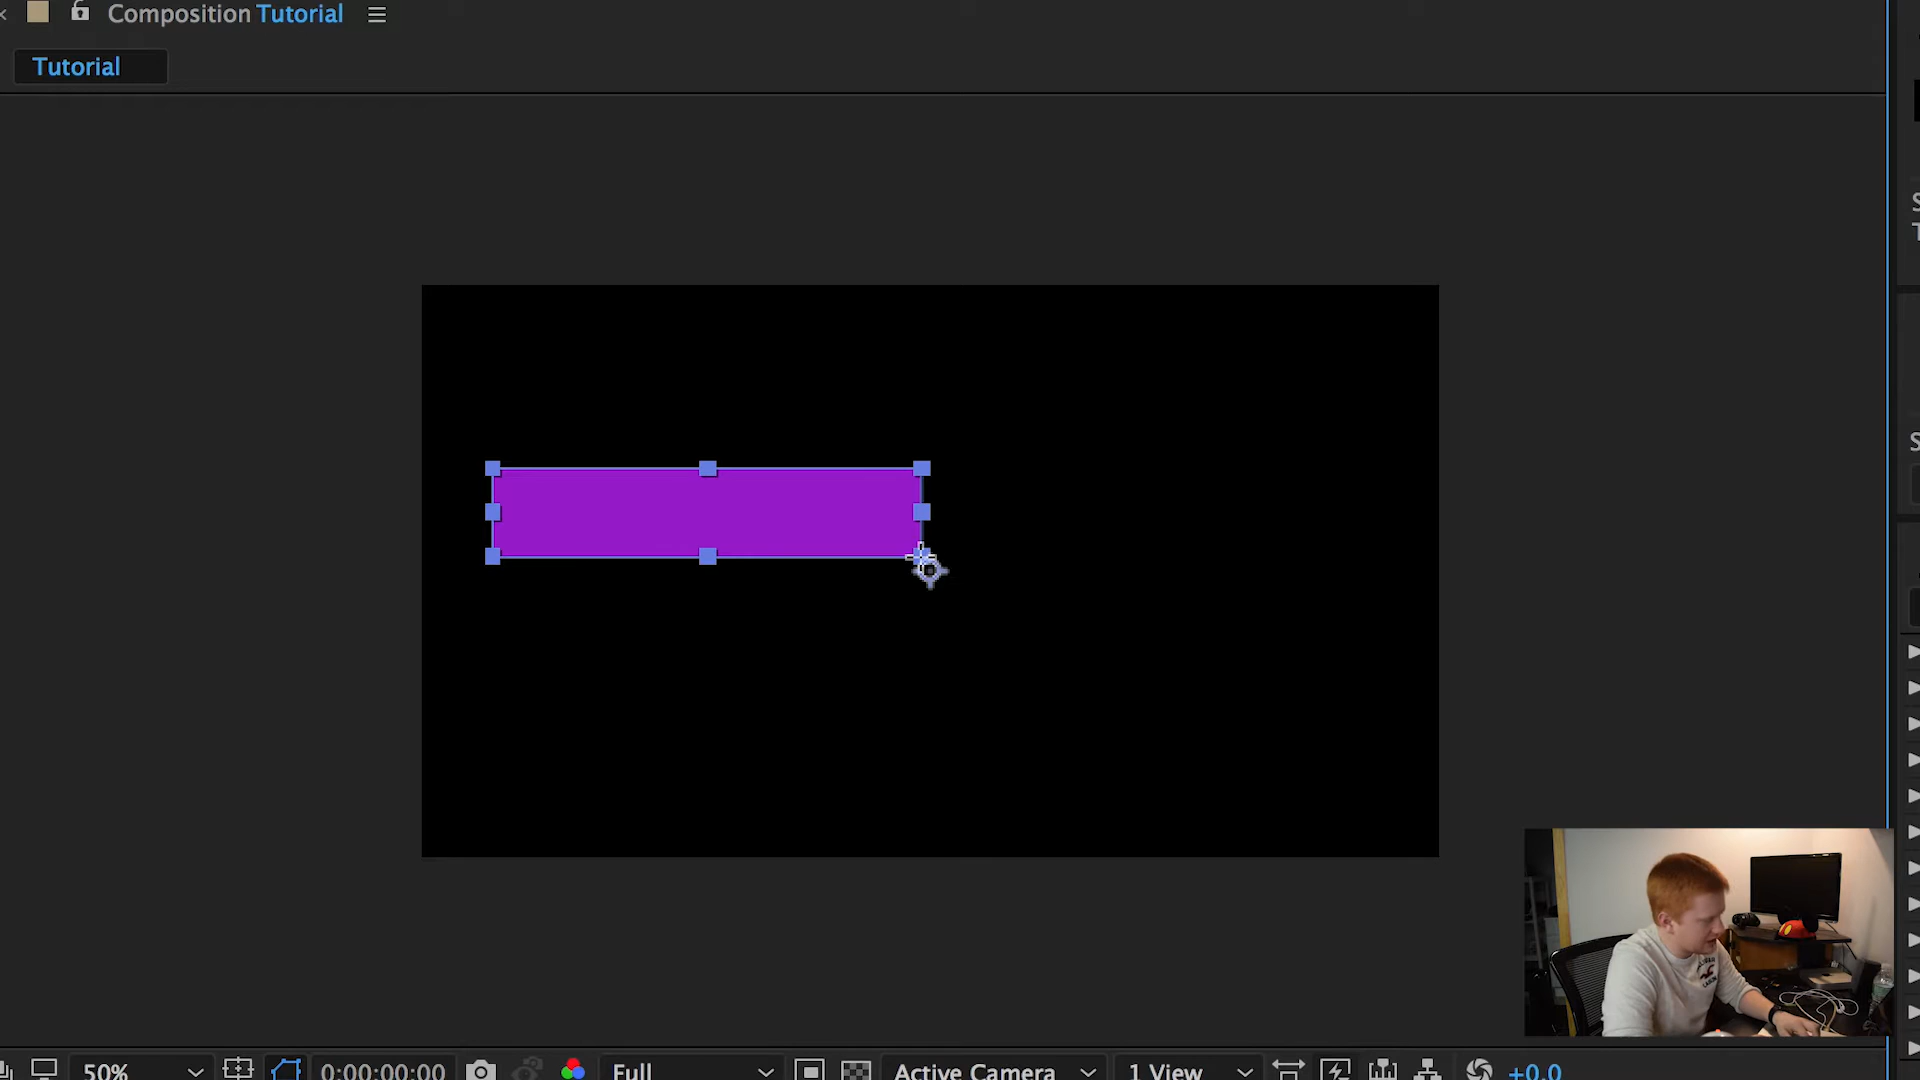 Composition Tutorial
Tutorial
50%
0:00:00:00
Full
Active Camera
1 View
+0.0